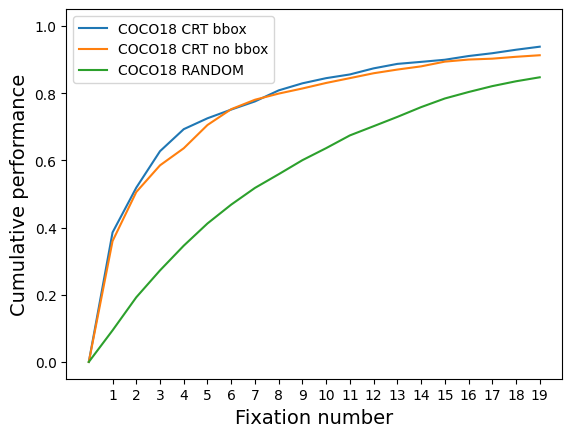 COCO18 CRT bbox
COCO18 CRT no bbox
COCO18 RANDOM
Cumulative performance
1.0
0.8
0.6
0.4
0.2
0.0
1 2 3 4 5 6 7 8 9 10 11 12 13 14 15 16 17 18 19
Fixation number